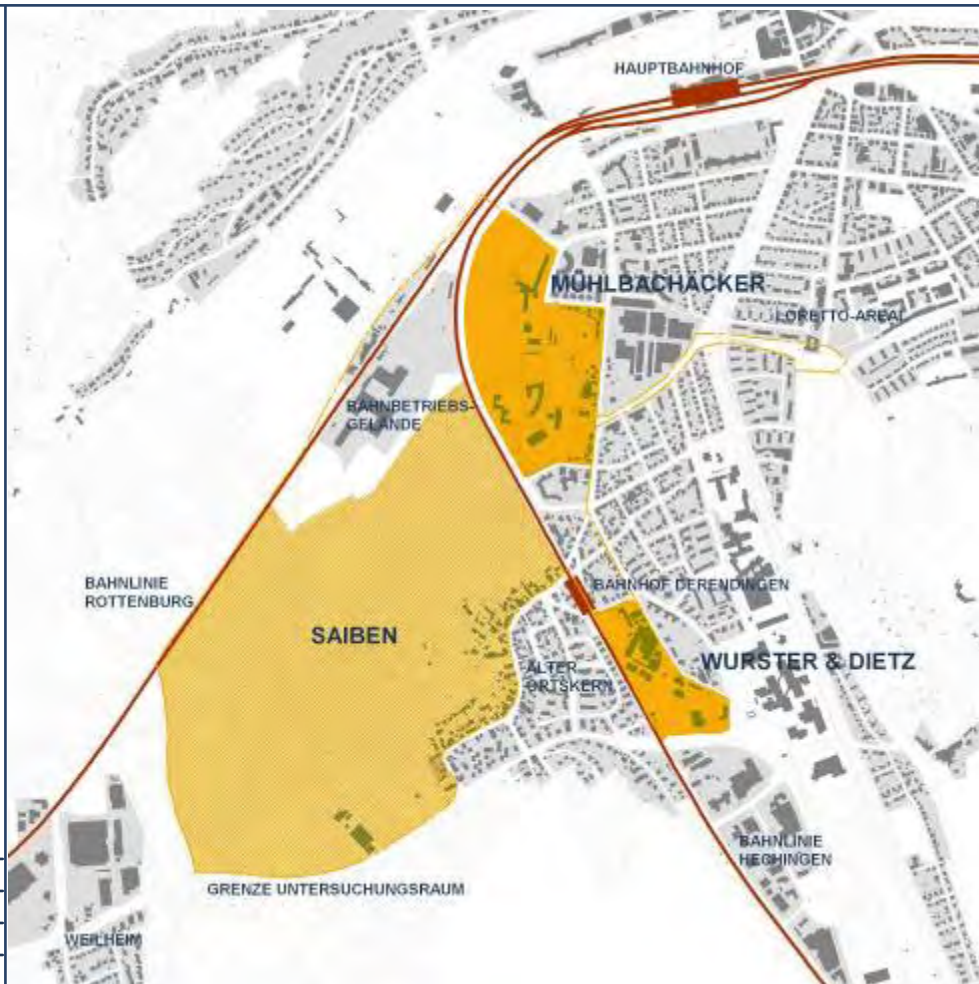 HAUPTBAHNHOF
MÜHLBACHÄCKER
LORETTO-AREAL
BAHNBETRIEBS-
GELÄNDE
BAHNLINIE
ROTTENBURG
BAHNHOF DERENDINGEN
SAIBEN
WURSTER & DIETZ
ALTER
ORTSKERN
BAHNLINIE
HECHINGEN
GRENZE UNTERSUCHUNGSRAUM
WEILHEIM